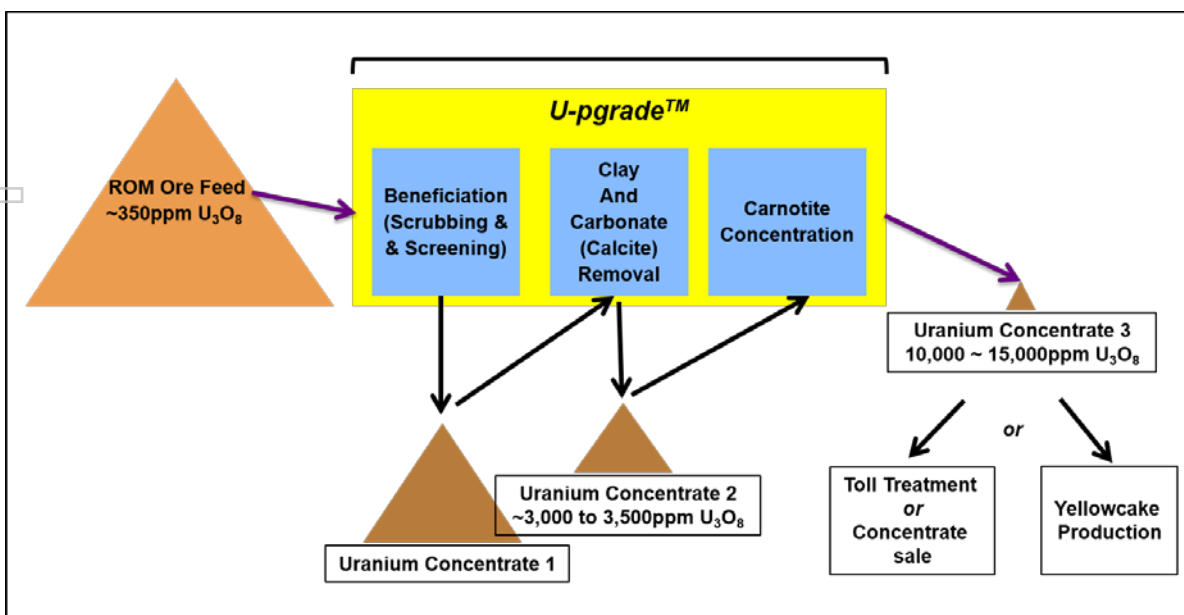 U-pgrade™
ROM Ore Feed
~350ppm U₃O₈
Beneficiation
(Scrubbing &
& Screening)
Clay
And
Carbonate
(Calcite)
Removal
Carnotite
Concentration
Uranium Concentrate 1
Uranium Concentrate 2
~3,000 to 3,500ppm U₃O₈
Uranium Concentrate 3
10,000 ~ 15,000ppm U₃O₈
or
Toll Treatment
or
Concentrate
sale
Yellowcake
Production